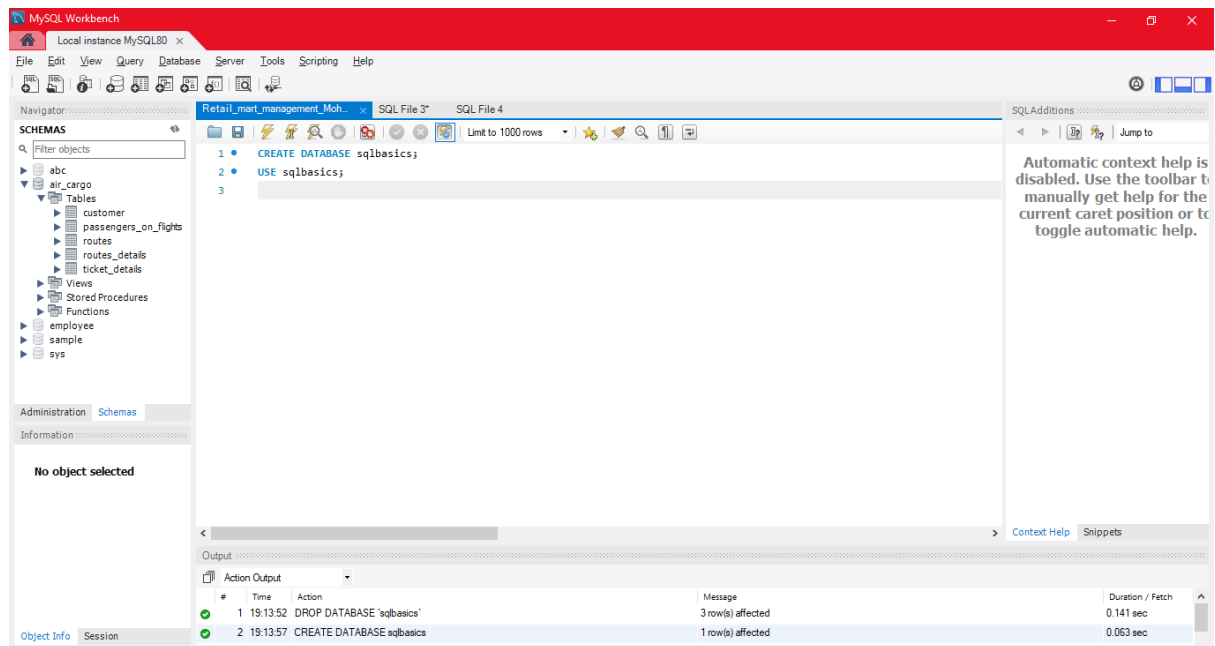 MySQL Workbench
Local instance MySQL80
File Edit View Query Database Server Tools Scripting Help
Navigator
SCHEMAS
Filter objects
abc
air_cargo
Tables
customer
passengers_on_flights
routes
routes_details
ticket_details
Views
Stored Procedures
Functions
employee
sample
sys
Administration Schemas
Information
No object selected
Object Info Session
Retail_mart_management_Moh... SQL File 3* SQL File 4
Limit to 1000 rows
1 CREATE DATABASE sqlbasics;
2 USE sqlbasics;
3
SQLAdditions
Jump to
Automatic context help is
disabled. Use the toolbar to
manually get help for the
current caret position or to
toggle automatic help.
Context Help Snippets
Output
Action Output
# Time Action Message Duration / Fetch
1 19:13:52 DROP DATABASE `sqlbasics` 3 row(s) affected 0.141 sec
2 19:13:57 CREATE DATABASE sqlbasics 1 row(s) affected 0.063 sec